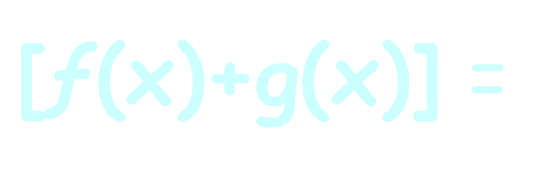 [f(x)+g(x)] =